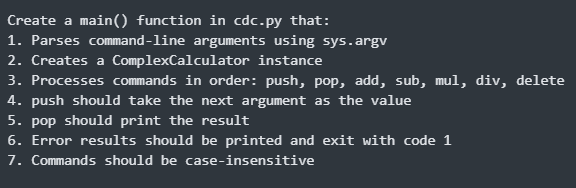 Create a main() function in cdc.py that:
1. Parses command-line arguments using sys.argv
2. Creates a ComplexCalculator instance
3. Processes commands in order: push, pop, add, sub, mul, div, delete
4. push should take the next argument as the value
5. pop should print the result
6. Error results should be printed and exit with code 1
7. Commands should be case-insensitive